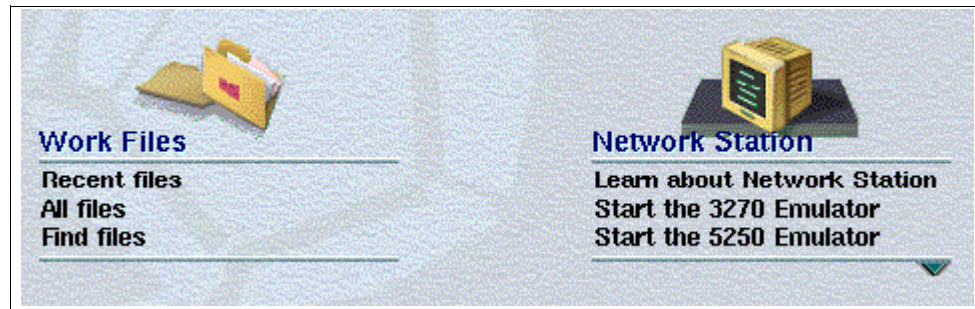 Work Files
Recent files
All files
Find files
Network Station
Learn about Network Station
Start the 3270 Emulator
Start the 5250 Emulator